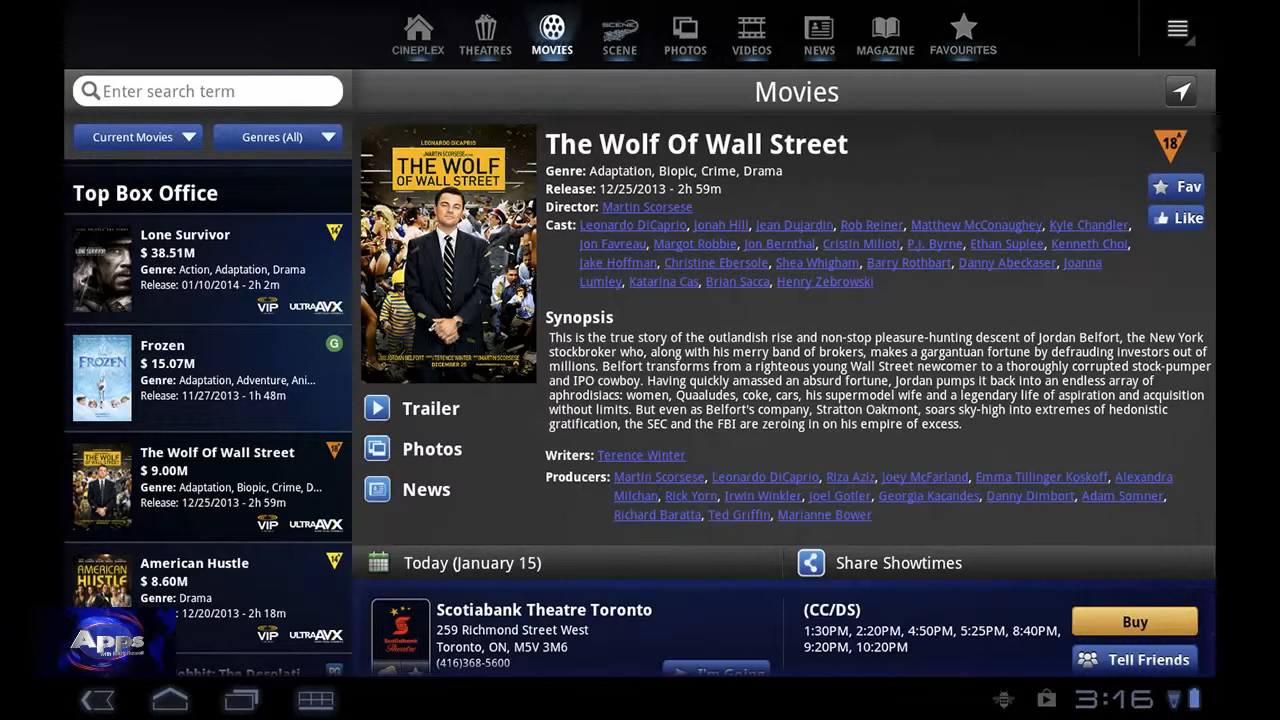 CINEPLEX THEATRES MOVIES SCENE PHOTOS VIDEOS NEWS MAGAZINE FAVOURITES
Enter search term
Current Movies Genres (All)
Top Box Office
Lone Survivor
$ 38.51M
Genre: Action, Adaptation, Drama
Release: 01/10/2014 - 2h 2m
VIP ULTRAAVX
Frozen
G
$ 15.07M
Genre: Adaptation, Adventure, Ani...
Release: 11/27/2013 - 1h 48m
FROZEN
The Wolf Of Wall Street
$ 9.00M
Genre: Adaptation, Biopic, Crime, D...
Release: 12/25/2013 - 2h 59m
VIP ULTRAAVX
American Hustle
$ 8.60M
Genre: Drama
: 12/20/2013 - 2h 18m
AMERICAN HUSTLE
VIP ULTRAAVX
Apps
obbit: The Desolati
PG
Movies
LEONARDO DICAPRIO
THE WOLF
OF WALL STREET
DECEMBER 25
Trailer
Photos
News
The Wolf Of Wall Street
18A
Genre: Adaptation, Biopic, Crime, Drama
Release: 12/25/2013 - 2h 59m
Fav
Director: Martin Scorsese
Like
Cast: Leonardo DiCaprio, Jonah Hill, Jean Dujardin, Rob Reiner, Matthew McConaughey, Kyle Chandler,
Jon Favreau, Margot Robbie, Jon Bernthal, Cristin Milioti, P.J. Byrne, Ethan Suplee, Kenneth Choi,
Jake Hoffman, Christine Ebersole, Shea Whigham, Barry Rothbart, Danny Abeckaser, Joanna
Lumley, Katarina Cas, Brian Sacca, Henry Zebrowski
Synopsis
This is the true story of the outlandish rise and non-stop pleasure-hunting descent of Jordan Belfort, the New York
stockbroker who, along with his merry band of brokers, makes a gargantuan fortune by defrauding investors out of
millions. Belfort transforms from a righteous young Wall Street newcomer to a thoroughly corrupted stock-pumper
and IPO cowboy. Having quickly amassed an absurd fortune, Jordan pumps it back into an endless array of
aphrodisiacs: women, Quaaludes, coke, cars, his supermodel wife and a legendary life of aspiration and acquisition
without limits. But even as Belfort's company, Stratton Oakmont, soars sky-high into extremes of hedonistic
gratification, the SEC and the FBI are zeroing in on his empire of excess.
Writers: Terence Winter
Producers: Martin Scorsese, Leonardo DiCaprio, Riza Aziz, Joey McFarland, Emma Tillinger Koskoff, Alexandra
Milchan, Rick Yorn, Irwin Winkler, Joel Gotler, Georgia Kacandes, Danny Dimbort, Adam Somner,
Richard Baratta, Ted Griffin, Marianne Bower
Today (January 15) Share Showtimes
Scotiabank Theatre
Scotiabank Theatre Toronto
259 Richmond Street West
Toronto, ON, M5V 3M6
(416)368-5600
I'm Going
(CC/DS)
1:30PM, 2:20PM, 4:50PM, 5:25PM, 8:40PM,
9:20PM, 10:20PM
Buy
Tell Friends
3:16